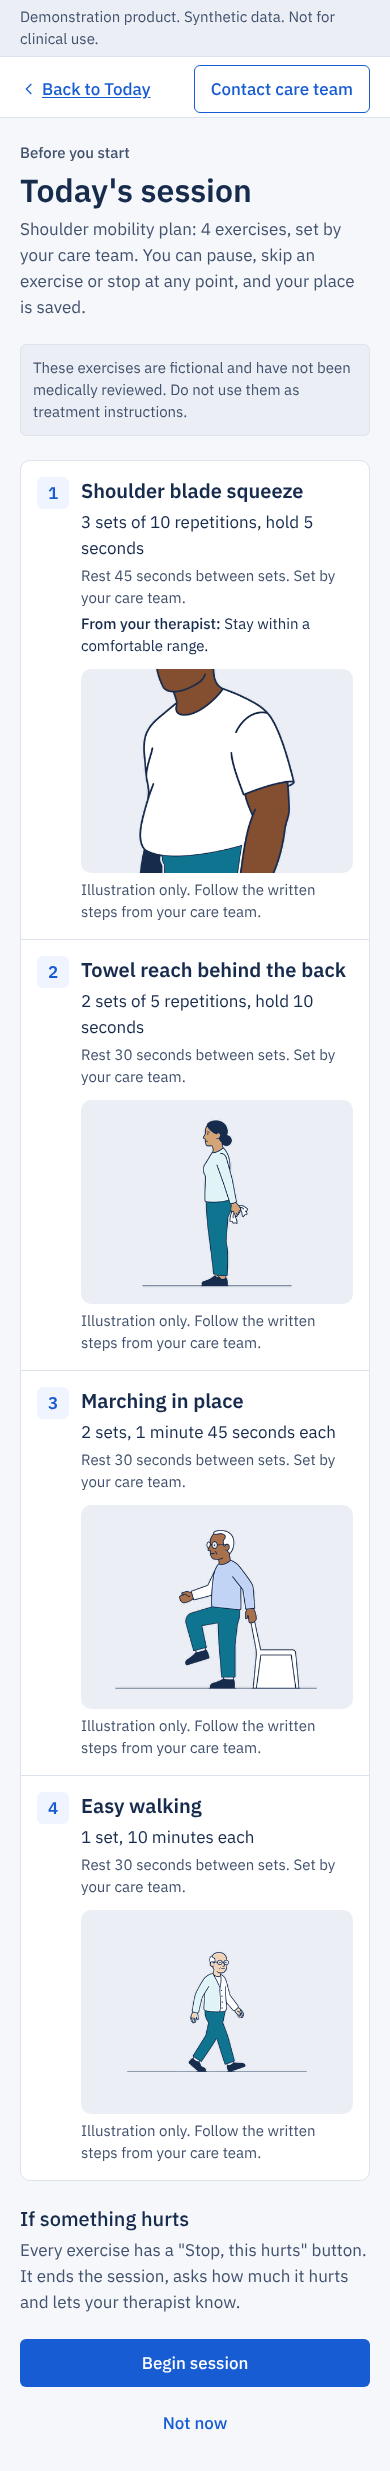 Demonstration product. Synthetic data. Not for
clinical use.
Back to Today
Contact care team
Before you start
Today's session
Shoulder mobility plan: 4 exercises, set by
your care team. You can pause, skip an
exercise or stop at any point, and your place
is saved.
These exercises are fictional and have not been
medically reviewed. Do not use them as
treatment instructions.
1
Shoulder blade squeeze
3 sets of 10 repetitions, hold 5
seconds
Rest 45 seconds between sets. Set by
your care team.
From your therapist: Stay within a
comfortable range.
Illustration only. Follow the written
steps from your care team.
2
Towel reach behind the back
2 sets of 5 repetitions, hold 10
seconds
Rest 30 seconds between sets. Set by
your care team.
Illustration only. Follow the written
steps from your care team.
3
Marching in place
2 sets, 1 minute 45 seconds each
Rest 30 seconds between sets. Set by
your care team.
Illustration only. Follow the written
steps from your care team.
4
Easy walking
1 set, 10 minutes each
Rest 30 seconds between sets. Set by
your care team.
Illustration only. Follow the written
steps from your care team.
If something hurts
Every exercise has a "Stop, this hurts" button.
It ends the session, asks how much it hurts
and lets your therapist know.
Begin session
Not now